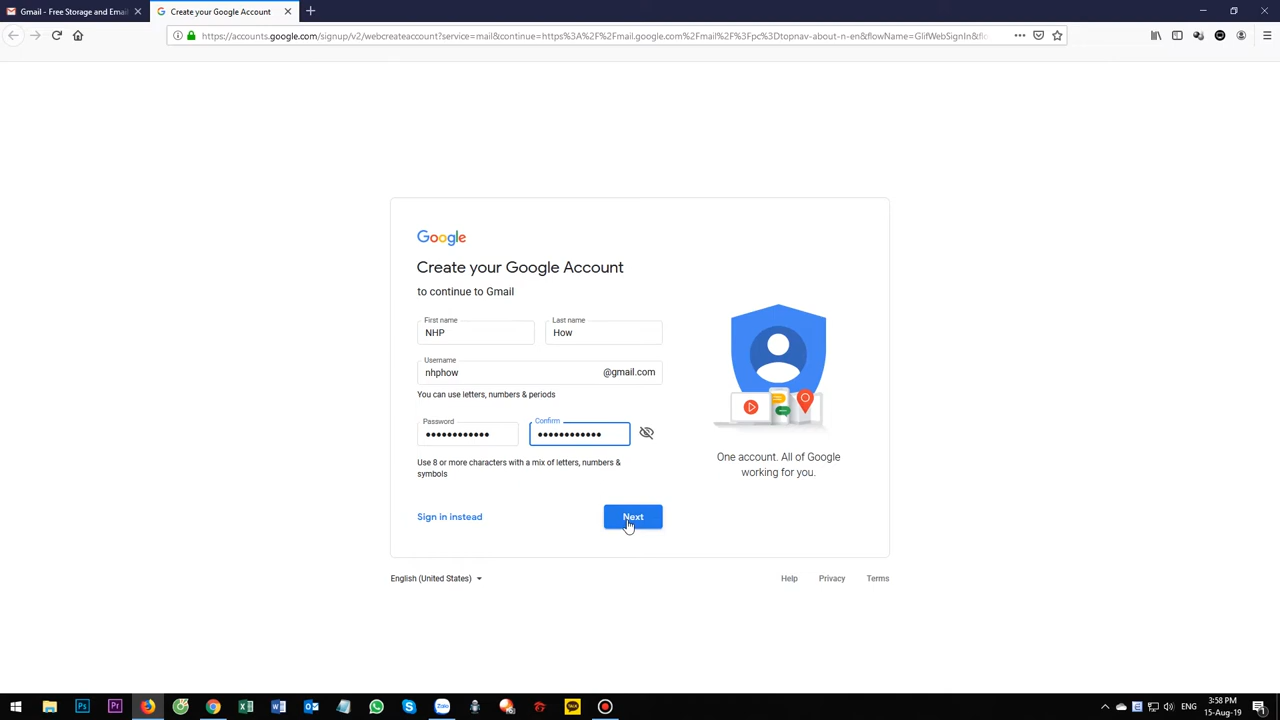 Gmail - Free Storage and Email
Create your Google Account
https://accounts.google.com/signup/v2/webcreateaccount?service=mail&continue=https%3A%2F%2Fmail.google.com%2Fmail%2F%3Fpc%3Dtopnav-about-n-en&flowName=GlifWebSignIn&flo
Google
Create your Google Account
to continue to Gmail
First name
Last name
NHP
How
Username
nhphow
@gmail.com
You can use letters, numbers & periods
Password
Confirm
••••••••••••
••••••••••••
Use 8 or more characters with a mix of letters, numbers &
symbols
One account. All of Google
working for you.
Sign in instead
Next
English (United States)
Help
Privacy
Terms
Ps
Pr
Zalo
TALK
ENG
3:58 PM
15-Aug-19